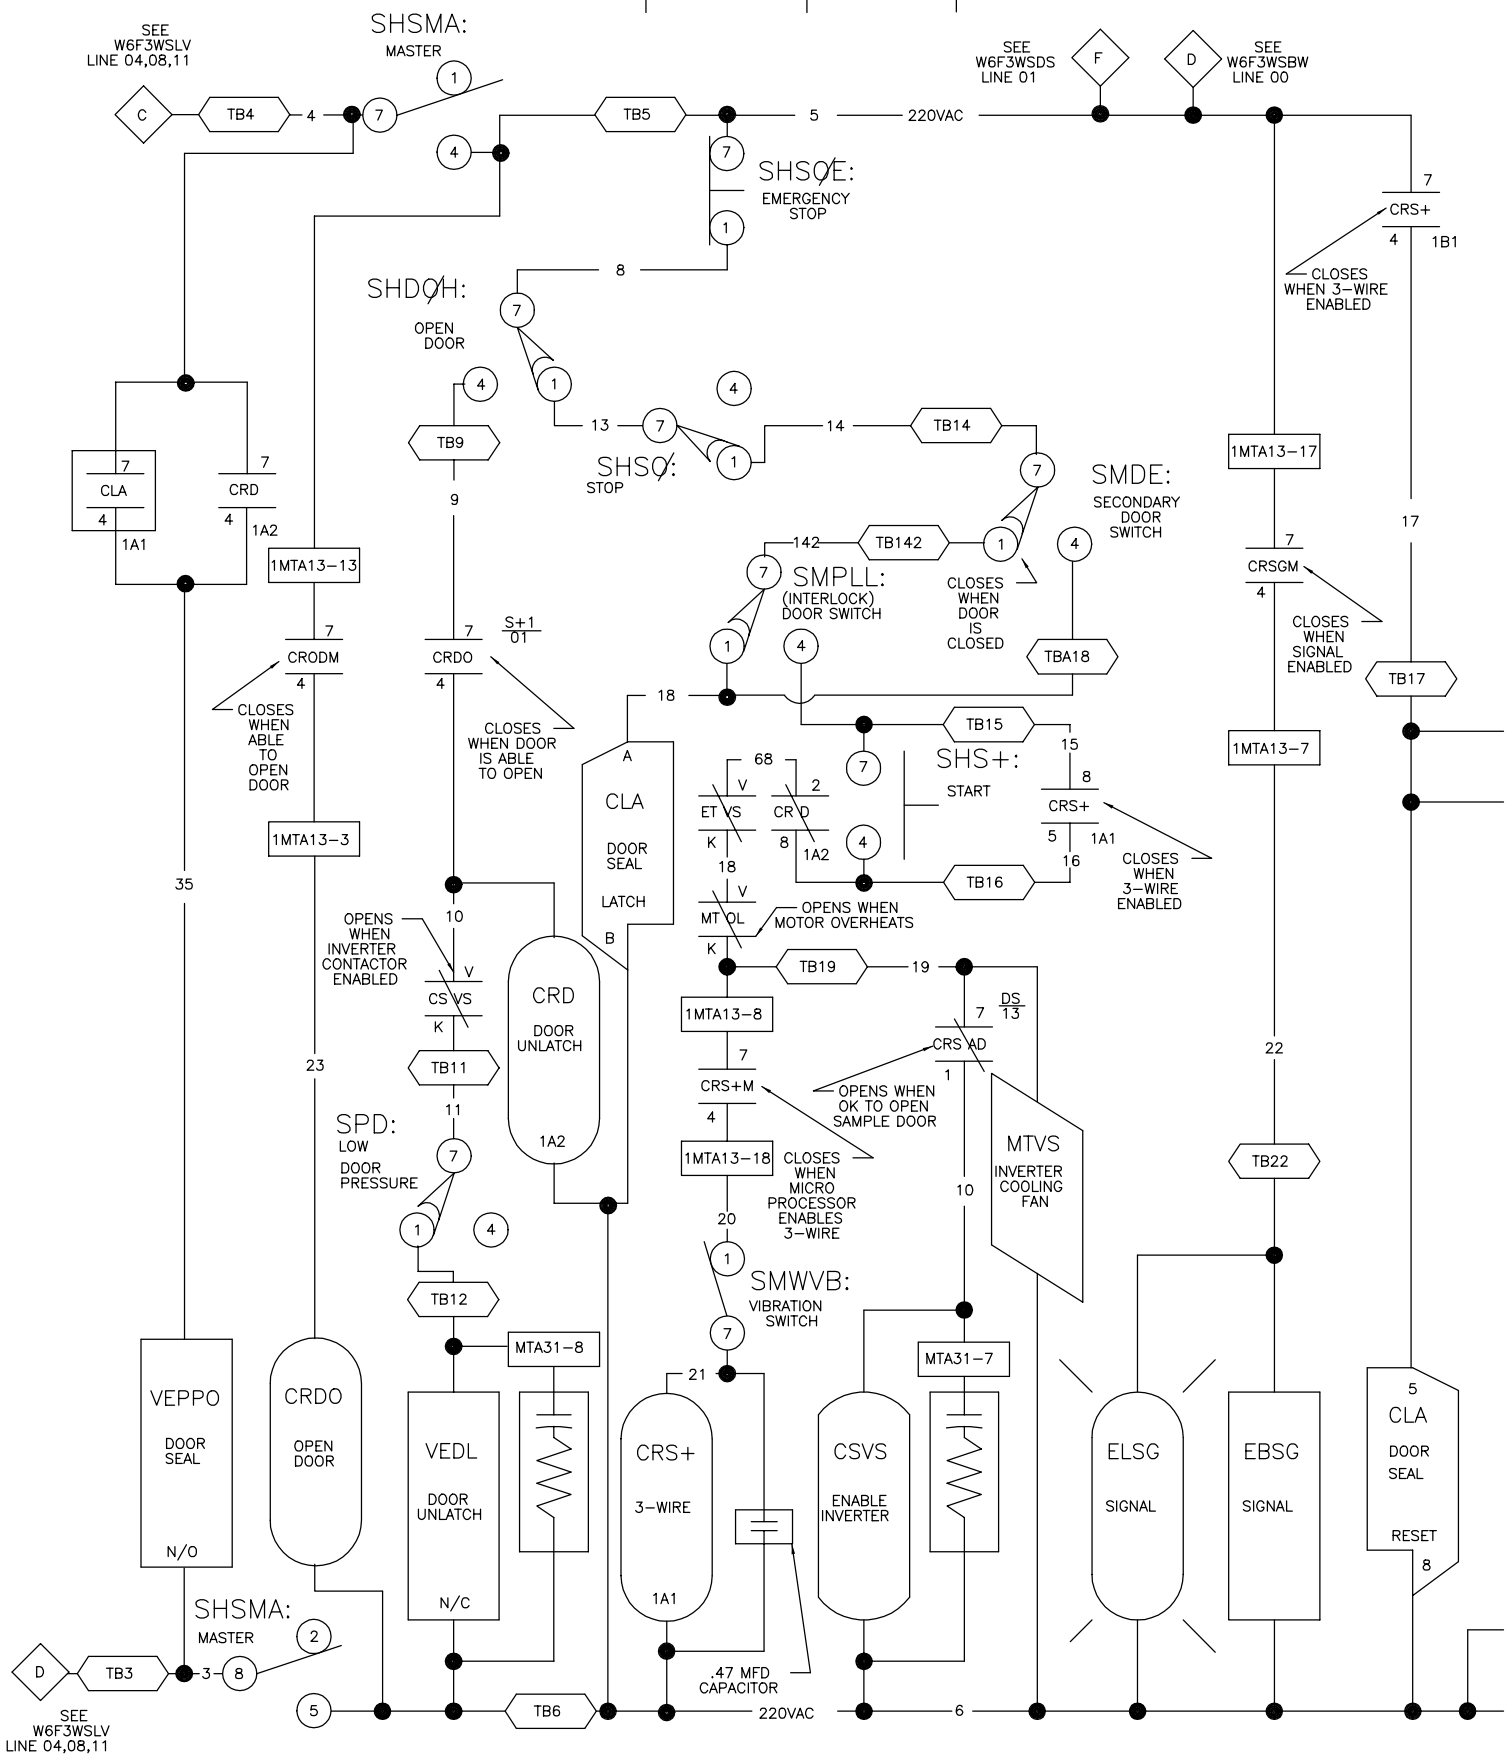 SEE
W6F3WSLV
LINE 04,08,11
SHSMA:
MASTER
1
C
TB4
4
7
4
TB5
5
220VAC
SEE
W6F3WSDS
LINE 01
F
D
SEE
W6F3WSBW
LINE 00
7
SHSØE:
EMERGENCY
STOP
1
8
7
CRS+
4
1B1
CLOSES
WHEN 3-WIRE
ENABLED
SHDØH:
OPEN
DOOR
7
4
1
4
TB9
13
7
1
14
TB14
SHSØ:
STOP
7
SMDE:
SECONDARY
DOOR
SWITCH
1MTA13-17
7
CLA
4
1A1
7
CRD
4
1A2
9
17
142
TB142
1
4
7
SMPLL:
(INTERLOCK)
DOOR SWITCH
CLOSES
WHEN
DOOR
IS
CLOSED
7
CRSGM
4
CLOSES
WHEN
SIGNAL
ENABLED
1MTA13-13
7
CRODM
4
7
CRDO
4
S+1
01
1
4
TBA18
TB17
CLOSES
WHEN
ABLE
TO
OPEN
DOOR
CLOSES
WHEN DOOR
IS ABLE
TO OPEN
18
TB15
15
1MTA13-7
A
CLA
DOOR
SEAL
LATCH
B
68
V
ET VS
K
2
CR D
8
1A2
7
SHS+:
START
8
CRS+
5
1A1
4
1MTA13-3
18
16
TB16
CLOSES
WHEN
3-WIRE
ENABLED
35
10
V
MT OL
K
OPENS WHEN
MOTOR OVERHEATS
OPENS
WHEN
INVERTER
CONTACTOR
ENABLED
V
CS VS
K
CRD
DOOR
UNLATCH
1A2
TB19
19
1MTA13-8
7
DS
13
CRS AD
1
22
23
TB11
7
CRS+M
4
OPENS WHEN
OK TO OPEN
SAMPLE DOOR
11
SPD:
LOW
DOOR
PRESSURE
7
1
4
1MTA13-18
CLOSES
WHEN
MICRO
PROCESSOR
ENABLES
3-WIRE
MTVS
INVERTER
COOLING
FAN
TB22
10
20
1
SMWVB:
VIBRATION
SWITCH
7
TB12
MTA31-8
MTA31-7
21
VEPPO
DOOR
SEAL
N/O
CRDO
OPEN
DOOR
VEDL
DOOR
UNLATCH
N/C
CRS+
3-WIRE
1A1
CSVS
ENABLE
INVERTER
ELSG
SIGNAL
EBSG
SIGNAL
5
CLA
DOOR
SEAL
RESET
8
SHSMA:
MASTER
2
D
TB3
3
8
.47 MFD
CAPACITOR
5
TB6
220VAC
6
SEE
W6F3WSLV
LINE 04,08,11